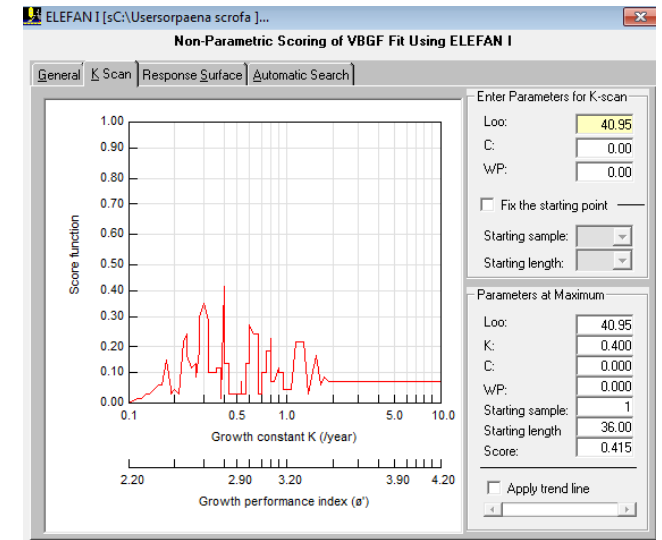 ELEFAN I [sC:\Usersorpaena scrofa ]...
Non-Parametric Scoring of VBGF Fit Using ELEFAN I
General K Scan Response Surface Automatic Search
Enter Parameters for K-scan
Loo: 40.95
C: 0.00
WP: 0.00
Fix the starting point
Starting sample:
Starting length:
Parameters at Maximum
Loo: 40.95
K: 0.400
C: 0.000
WP: 0.000
Starting sample: 1
Starting length 36.00
Score: 0.415
Apply trend line
Score function
1.00
0.90
0.80
0.70
0.60
0.50
0.40
0.30
0.20
0.10
0.00
0.1 0.5 1.0 5.0 10.0
Growth constant K (/year)
2.20 2.90 3.20 3.90 4.20
Growth performance index (ø')